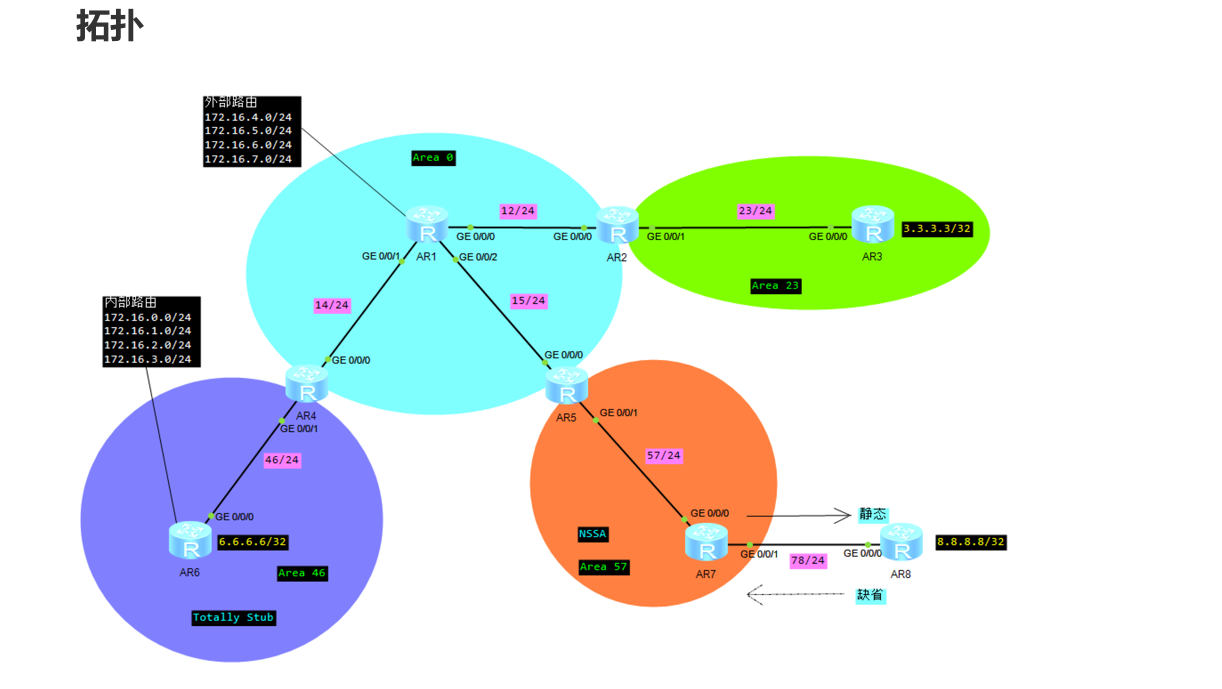 拓扑
外部路由
172.16.4.0/24
172.16.5.0/24
172.16.6.0/24
172.16.7.0/24
Area 0
12/24
23/24
R
R
R
3.3.3.3/32
GE 0/0/0
GE 0/0/0
GE 0/0/1
GE 0/0/0
GE 0/0/1
AR1
GE 0/0/2
AR2
AR3
Area 23
内部路由
172.16.0.0/24
172.16.1.0/24
172.16.2.0/24
172.16.3.0/24
14/24
15/24
GE 0/0/0
GE 0/0/0
R
R
AR4
AR5
GE 0/0/1
GE 0/0/1
46/24
57/24
GE 0/0/0
GE 0/0/0
静态
R
6.6.6.6/32
NSSA
R
R
8.8.8.8/32
GE 0/0/1
GE 0/0/0
78/24
AR6
Area 46
Area 57
AR7
AR8
缺省
Totally Stub